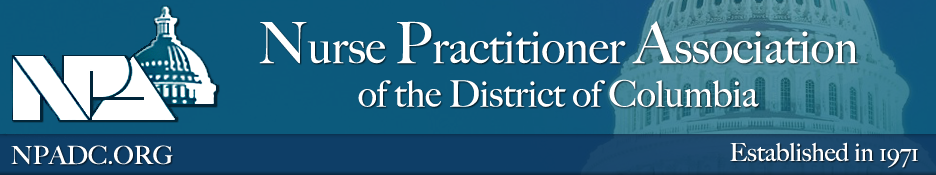 NPA
Nurse Practitioner Association
of the District of Columbia
NPADC.ORG
Established in 1971